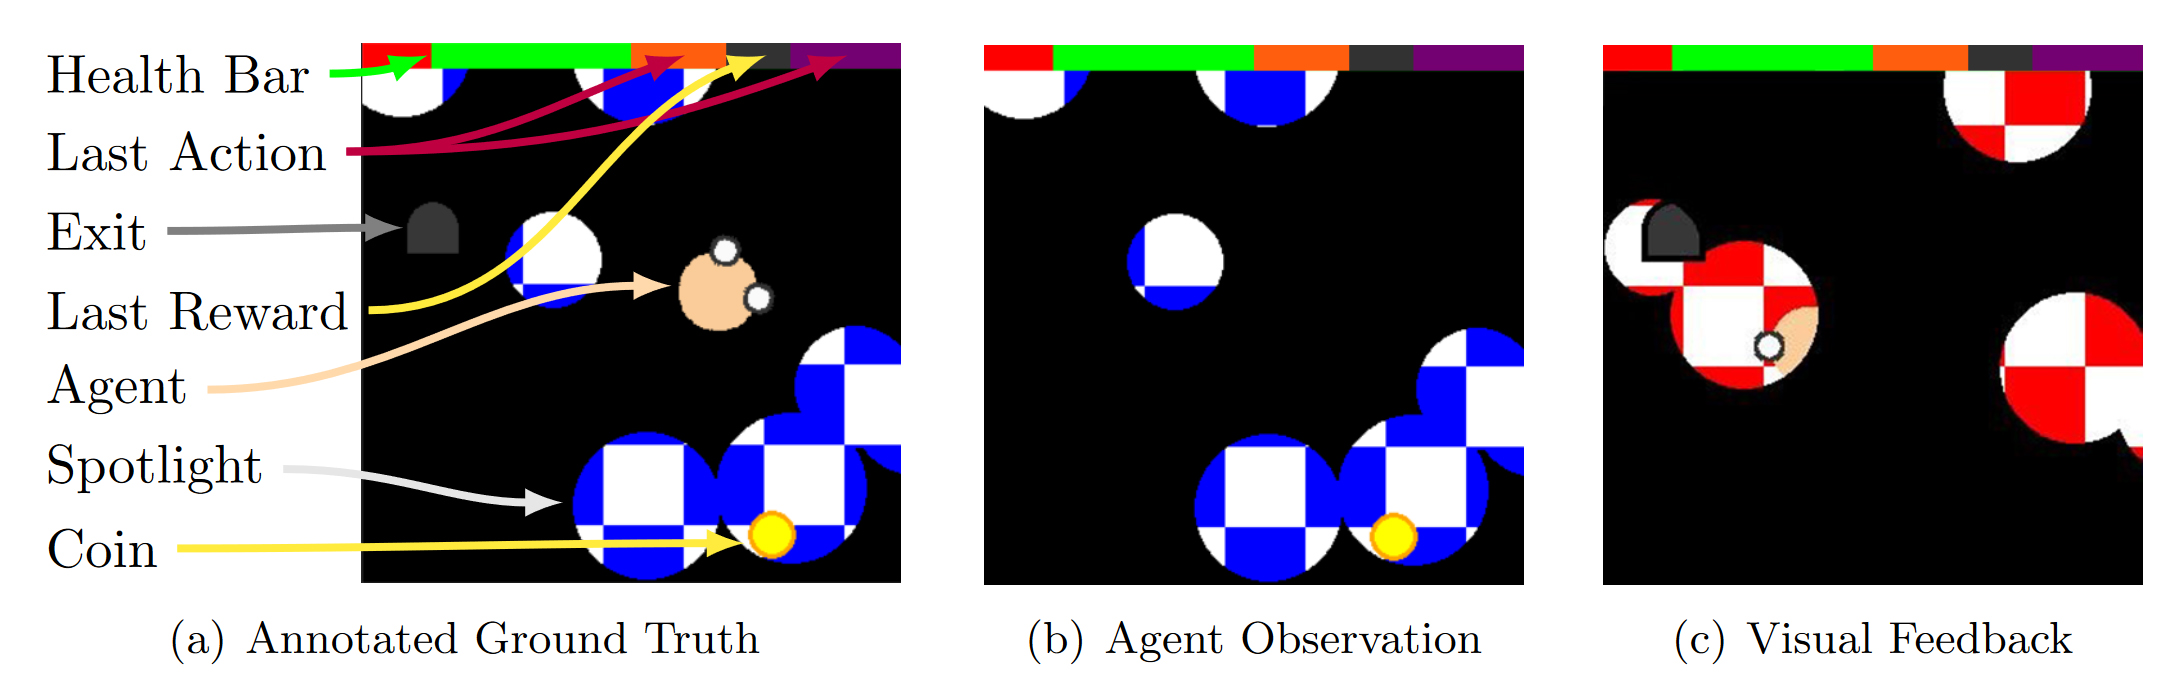 Health Bar
Last Action
Exit
Last Reward
Agent
Spotlight
Coin
(a) Annotated Ground Truth
(b) Agent Observation
(c) Visual Feedback